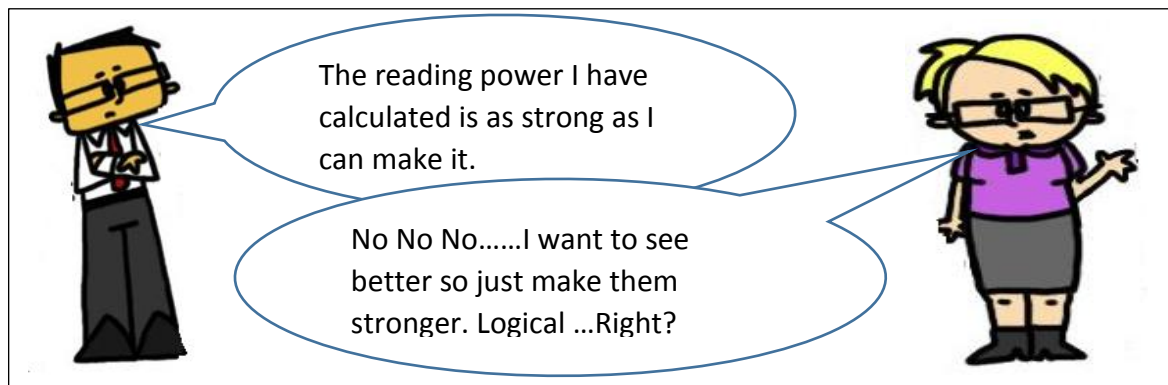 The reading power I have
calculated is as strong as I
can make it.
No No No……I want to see
better so just make them
stronger. Logical …Right?